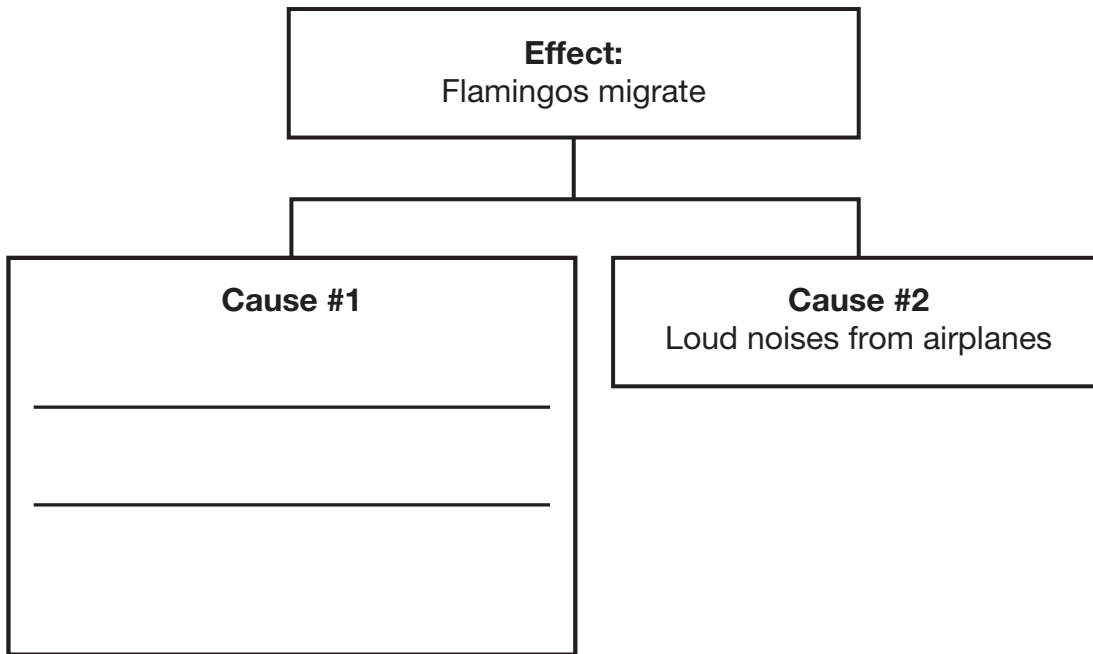 Effect:
Flamingos migrate
Cause #1
Cause #2
Loud noises from airplanes